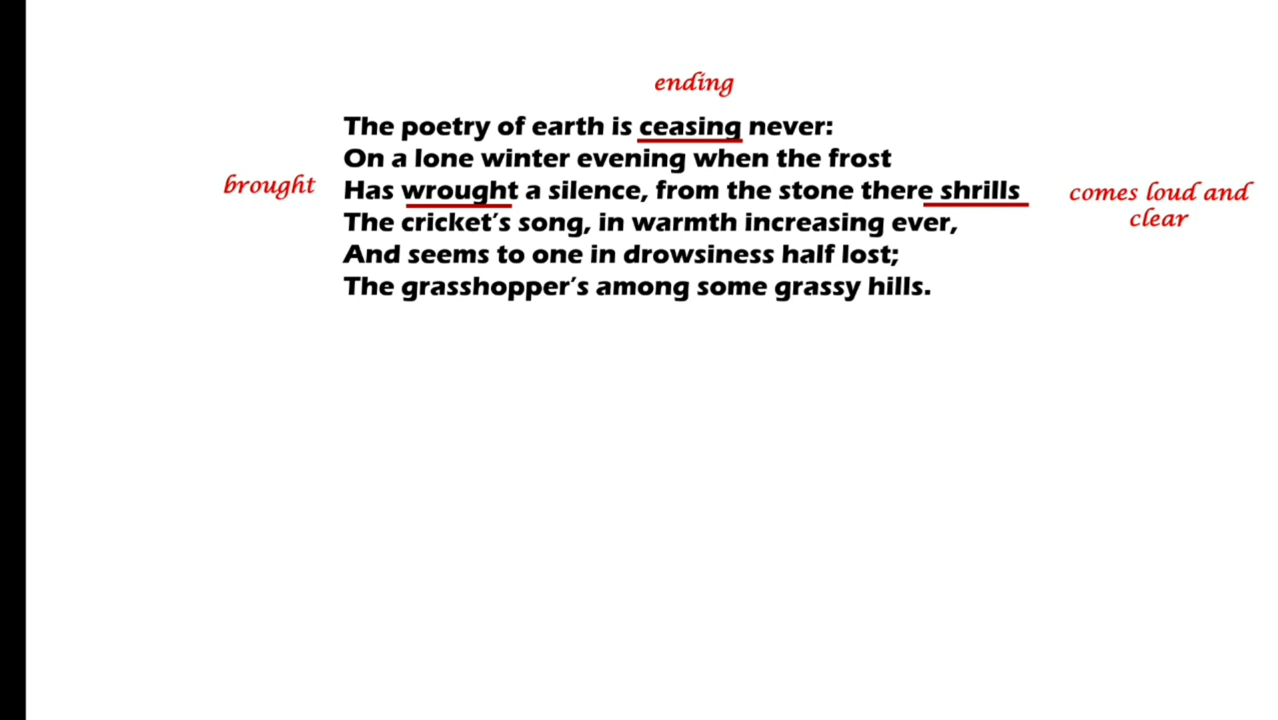 ending
The poetry of earth is ceasing never:
On a lone winter evening when the frost
brought
Has wrought a silence, from the stone there shrills
comes loud and
clear
The cricket's song, in warmth increasing ever,
And seems to one in drowsiness half lost;
The grasshopper's among some grassy hills.